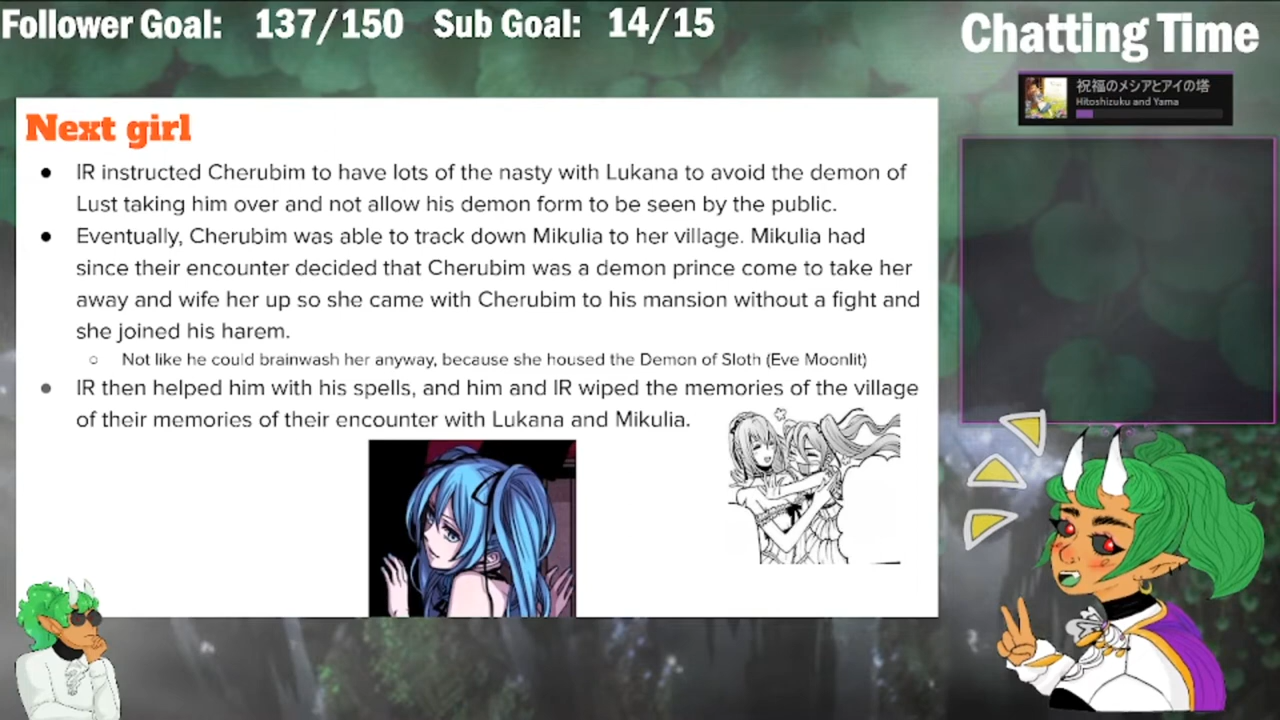 Follower Goal: 137/150 Sub Goal: 14/15
Chatting Time
祝福のメシアとアイの塔
Hitoshizuku and Yama
Next girl
● IR instructed Cherubim to have lots of the nasty with Lukana to avoid the demon of
Lust taking him over and not allow his demon form to be seen by the public.
● Eventually, Cherubim was able to track down Mikulia to her village. Mikulia had
since their encounter decided that Cherubim was a demon prince come to take her
away and wife her up so she came with Cherubim to his mansion without a fight and
she joined his harem.
○ Not like he could brainwash her anyway, because she housed the Demon of Sloth (Eve Moonlit)
● IR then helped him with his spells, and him and IR wiped the memories of the village
of their memories of their encounter with Lukana and Mikulia.